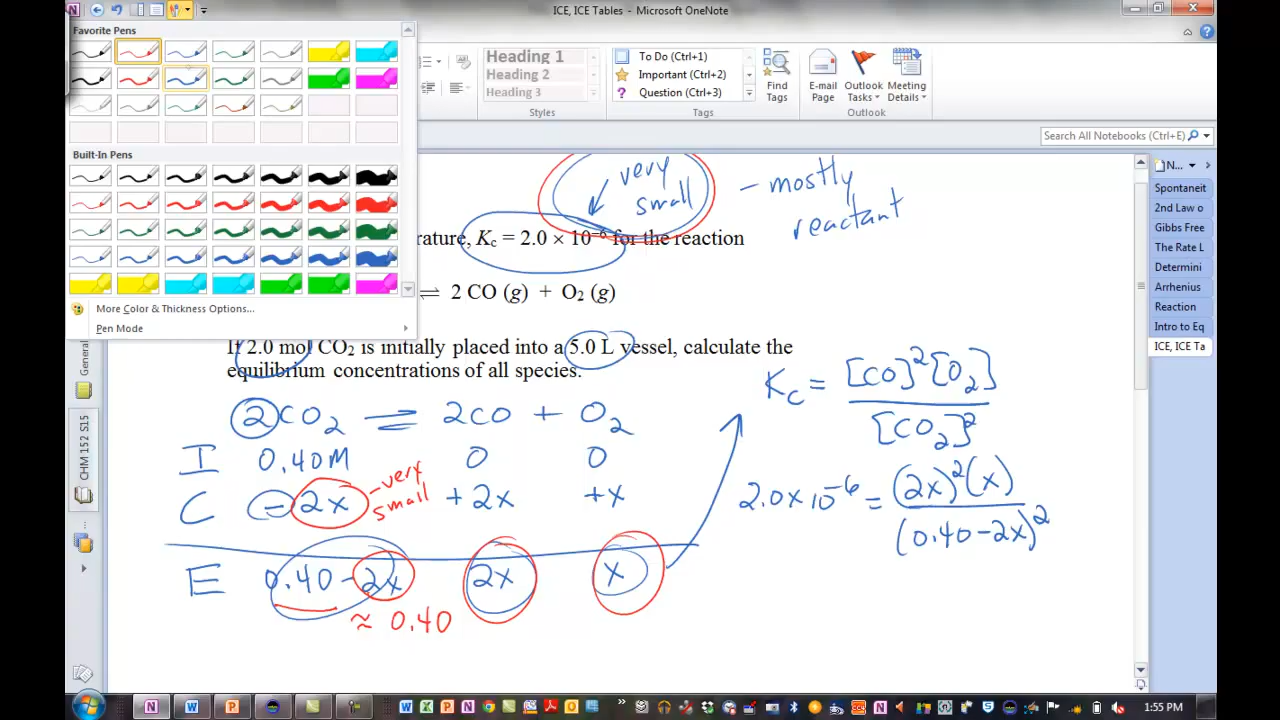 ICE, ICE Tables - Microsoft OneNote
Favorite Pens
Built-In Pens
More Color & Thickness Options...
Pen Mode
Heading 1
Heading 2
Heading 3
Styles
To Do (Ctrl+1)
Important (Ctrl+2)
Question (Ctrl+3)
Tags
Find
Tags
E-mail
Page
Outlook
Tasks
Meeting
Details
Outlook
Search All Notebooks (Ctrl+E)
N...
Spontaneit
2nd Law o
Gibbs Free
The Rate L
Determini
Arrhenius
Reaction
Intro to Eq
ICE, ICE Ta
General
CHM 152 S15
very
small
- mostly
reactant
rature, Kc = 2.0 × 10⁻⁶ for the reaction
⇌ 2 CO (g) + O₂ (g)
If 2.0 mol CO₂ is initially placed into a 5.0 L vessel, calculate the
equilibrium concentrations of all species.
2CO₂ ⇌ 2CO + O₂
I 0.40M 0 0
C -2x +2x +x
- very
small
E 0.40-2x 2x x
≈ 0.40
Kc = [CO]²[O₂]
[CO₂]²
2.0x10⁻⁶ = (2x)²(x)
(0.40-2x)²
1:55 PM